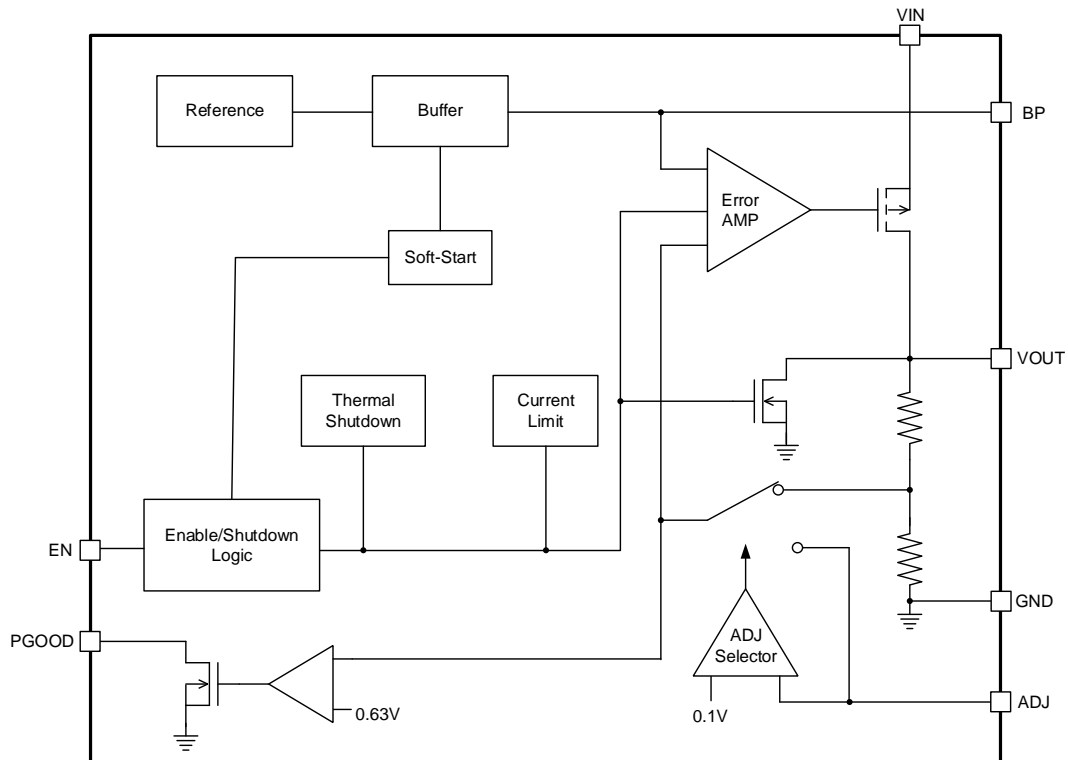 VIN
Reference
Buffer
BP
Error
AMP
Soft-Start
VOUT
Thermal
Shutdown
Current
Limit
Enable/Shutdown
Logic
EN
GND
PGOOD
ADJ
Selector
0.63V
0.1V
ADJ